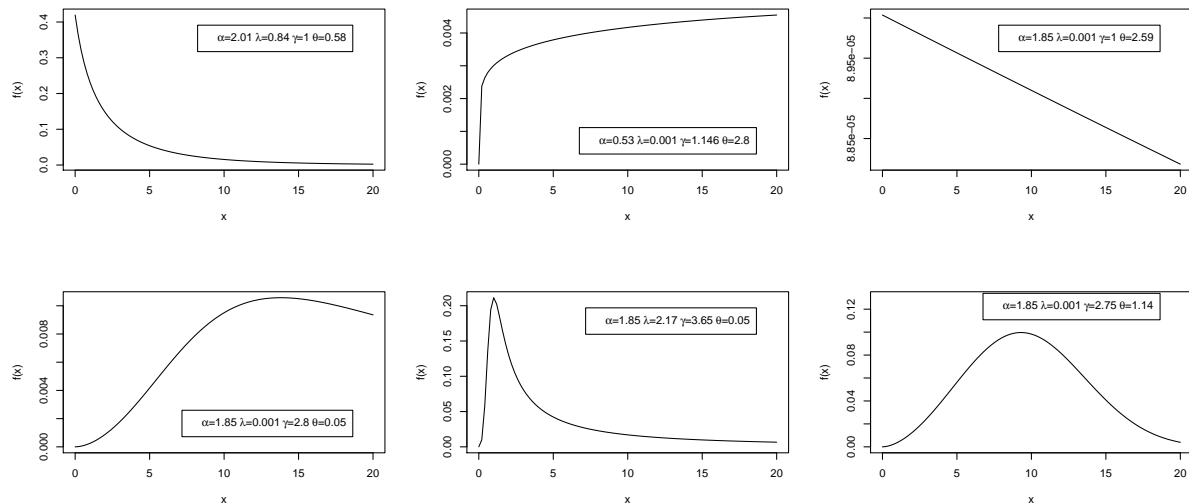 α=2.01 λ=0.84 γ=1 θ=0.58
f(x)
0.0 0.1 0.2 0.3 0.4
0 5 10 15 20
x
α=0.53 λ=0.001 γ=1.146 θ=2.8
f(x)
0.000 0.002 0.004
0 5 10 15 20
x
α=1.85 λ=0.001 γ=1 θ=2.59
f(x)
8.85e−05 8.95e−05
0 5 10 15 20
x
α=1.85 λ=0.001 γ=2.8 θ=0.05
f(x)
0.000 0.004 0.008
0 5 10 15 20
x
α=1.85 λ=2.17 γ=3.65 θ=0.05
f(x)
0.00 0.05 0.10 0.15 0.20
0 5 10 15 20
x
α=1.85 λ=0.001 γ=2.75 θ=1.14
f(x)
0.00 0.04 0.08 0.12
0 5 10 15 20
x